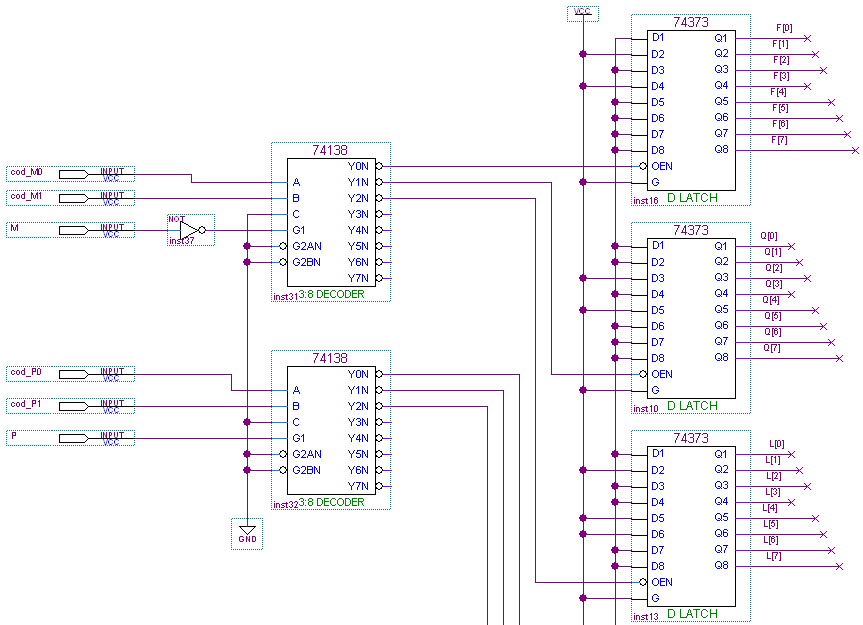 VCC
74373
D1 Q1 F[0]
D2 Q2 F[1]
D3 Q3 F[2]
D4 Q4 F[3]
D5 Q5 F[4]
D6 Q6 F[5]
D7 Q7 F[6]
D8 Q8 F[7]
OEN
G
inst16 D LATCH
74138
cod_M0 INPUT VCC
cod_M1 INPUT VCC
M INPUT VCC
NOT
inst37
A Y0N
B Y1N
C Y2N
G1 Y3N
G2AN Y4N
G2BN Y5N
Y6N
Y7N
inst31 3:8 DECODER
74373
D1 Q1 Q[0]
D2 Q2 Q[1]
D3 Q3 Q[2]
D4 Q4 Q[3]
D5 Q5 Q[4]
D6 Q6 Q[5]
D7 Q7 Q[6]
D8 Q8 Q[7]
OEN
G
inst10 D LATCH
74138
cod_P0 INPUT VCC
cod_P1 INPUT VCC
P INPUT VCC
A Y0N
B Y1N
C Y2N
G1 Y3N
G2AN Y4N
G2BN Y5N
Y6N
Y7N
inst32 3:8 DECODER
GND
74373
D1 Q1 L[0]
D2 Q2 L[1]
D3 Q3 L[2]
D4 Q4 L[3]
D5 Q5 L[4]
D6 Q6 L[5]
D7 Q7 L[6]
D8 Q8 L[7]
OEN
G
inst13 D LATCH